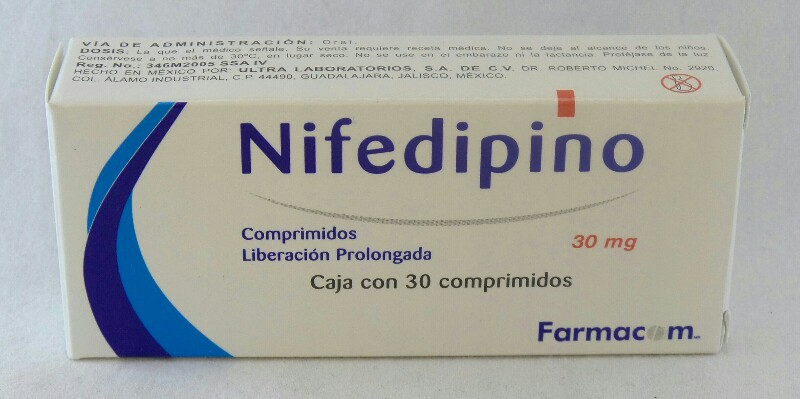 VÍA DE ADMINISTRACIÓN: Oral.
DOSIS: La que el médico señale. Su venta requiere receta médica. No se deje al alcance de los niños.
Consérvese a no más de 30°C, en lugar seco. No se use en el embarazo ni la lactancia. Protéjase de la luz.
Reg. No.: 346M2005 SSA.IV
HECHO EN MÉXICO POR: ULTRA LABORATORIOS, S.A. DE C.V. DR. ROBERTO MICHEL No. 2920
COL. ÁLAMO INDUSTRIAL, C.P. 44490, GUADALAJARA, JALISCO, MÉXICO.
Nifedipino
Comprimidos
Liberación Prolongada
30 mg
Caja con 30 comprimidos
Farmacom